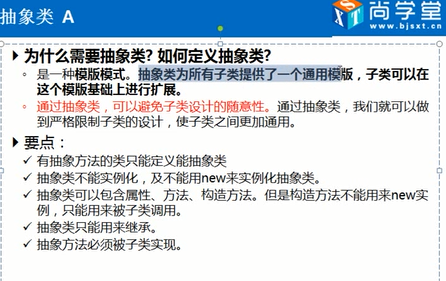 抽象类 A
尚学堂
www.bjsxt.com
为什么需要抽象类? 如何定义抽象类?
是一种模版模式。抽象类为所有子类提供了一个通用模版，子类可以在
这个模版基础上进行扩展。
通过抽象类，可以避免子类设计的随意性。通过抽象类，我们就可以做
到严格限制子类的设计，使子类之间更加通用。
要点：
有抽象方法的类只能定义能抽象类
抽象类不能实例化，及不能用new来实例化抽象类。
抽象类可以包含属性、方法、构造方法。但是构造方法不能用来new实
例，只能用来被子类调用。
抽象类只能用来继承。
抽象方法必须被子类实现。